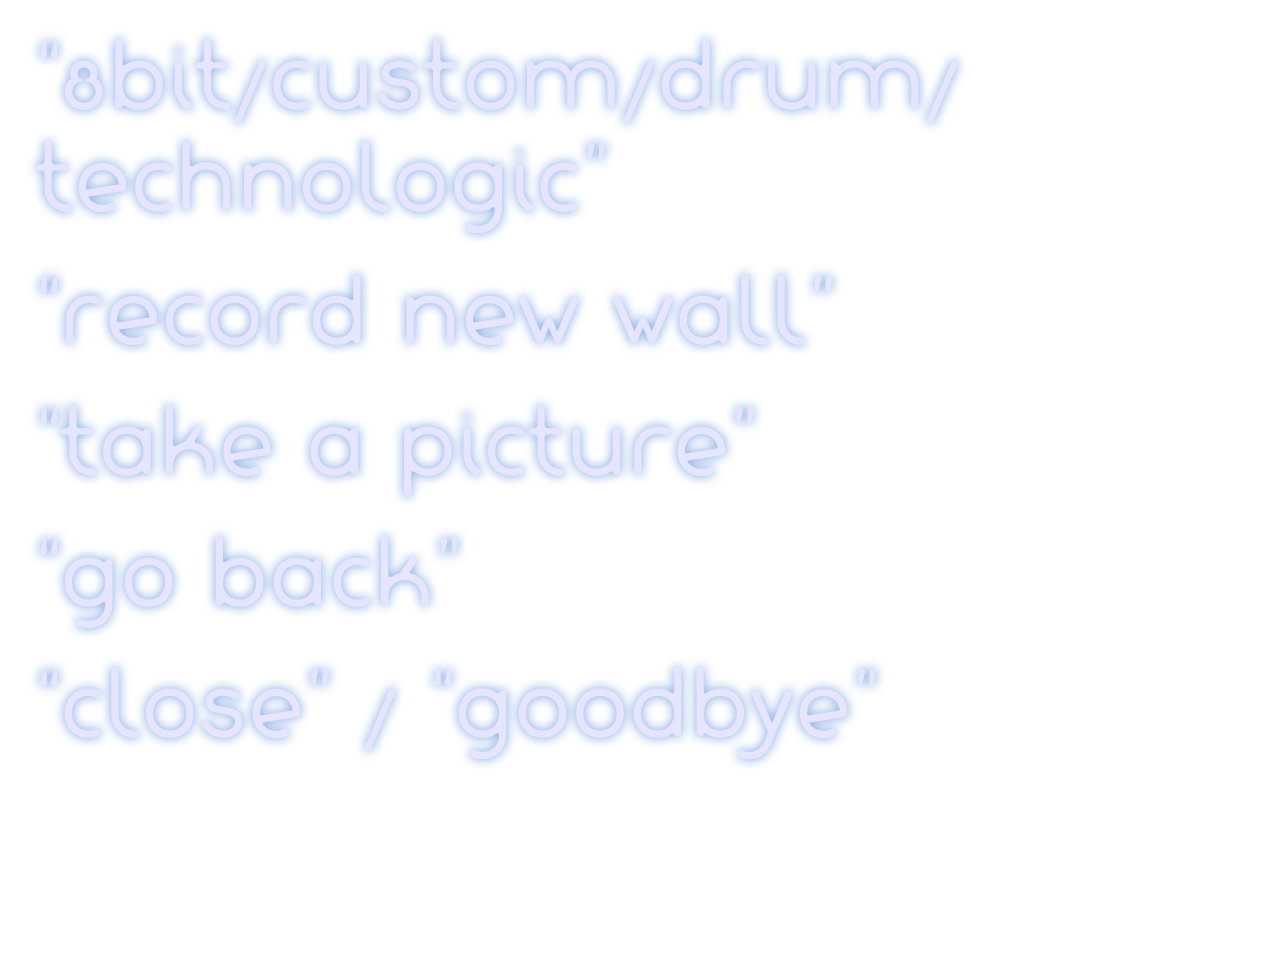 "8bit/custom/drum/
technologic"
"record new wall"
"take a picture"
"go back"
"close" / "goodbye"